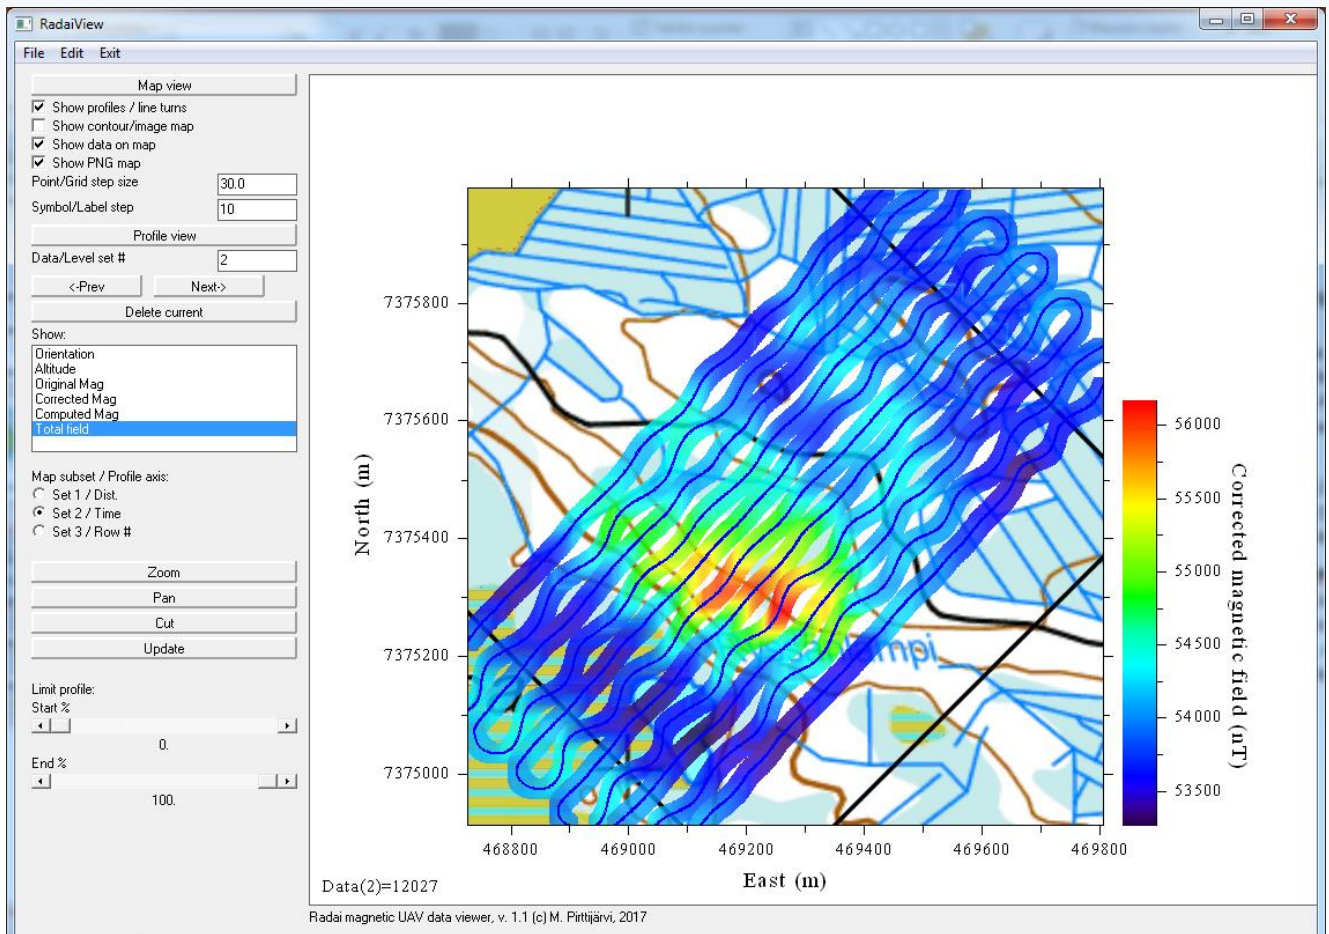 RadaiView
File Edit Exit
Map view
Show profiles / line turns
Show contour/image map
Show data on map
Show PNG map
Point/Grid step size 30.0
Symbol/Label step 10
Profile view
Data/Level set # 2
<-Prev Next->
Delete current
Show:
Orientation
Altitude
Original Mag
Corrected Mag
Computed Mag
Total field
Map subset / Profile axis:
Set 1 / Dist.
Set 2 / Time
Set 3 / Row #
Zoom
Pan
Cut
Update
Limit profile:
Start %
0.
End %
100.
North (m)
7375800
7375600
7375400
7375200
7375000
468800 469000 469200 469400 469600 469800
East (m)
56000
55500
55000
54500
54000
53500
Corrected magnetic field (nT)
Data(2)=12027
Radai magnetic UAV data viewer, v. 1.1 (c) M. Pirttijärvi, 2017